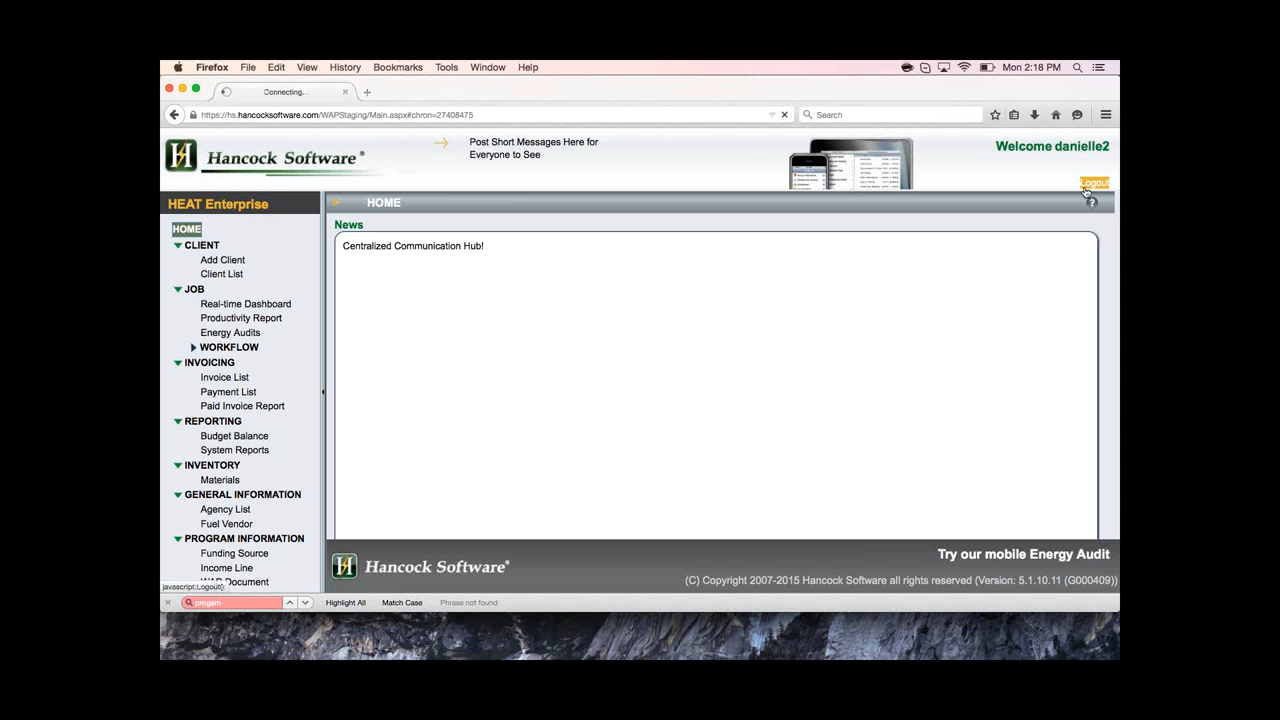 Firefox File Edit View History Bookmarks Tools Window Help Mon 2:18 PM
Connecting...
https://hs.hancocksoftware.com/WAPStaging/Main.aspx#chron=27408475 Search
Hancock Software®
Post Short Messages Here for
Everyone to See
Welcome danielle2
Logout
HEAT Enterprise
HOME
CLIENT
Add Client
Client List
JOB
Real-time Dashboard
Productivity Report
Energy Audits
WORKFLOW
INVOICING
Invoice List
Payment List
Paid Invoice Report
REPORTING
Budget Balance
System Reports
INVENTORY
Materials
GENERAL INFORMATION
Agency List
Fuel Vendor
PROGRAM INFORMATION
Funding Source
Income Line
WAP Document
HOME
?
News
Centralized Communication Hub!
Hancock Software®
Try our mobile Energy Audit
(C) Copyright 2007-2015 Hancock Software all rights reserved (Version: 5.1.10.11 (G000409))
javascript:Logout()
progam Highlight All Match Case Phrase not found